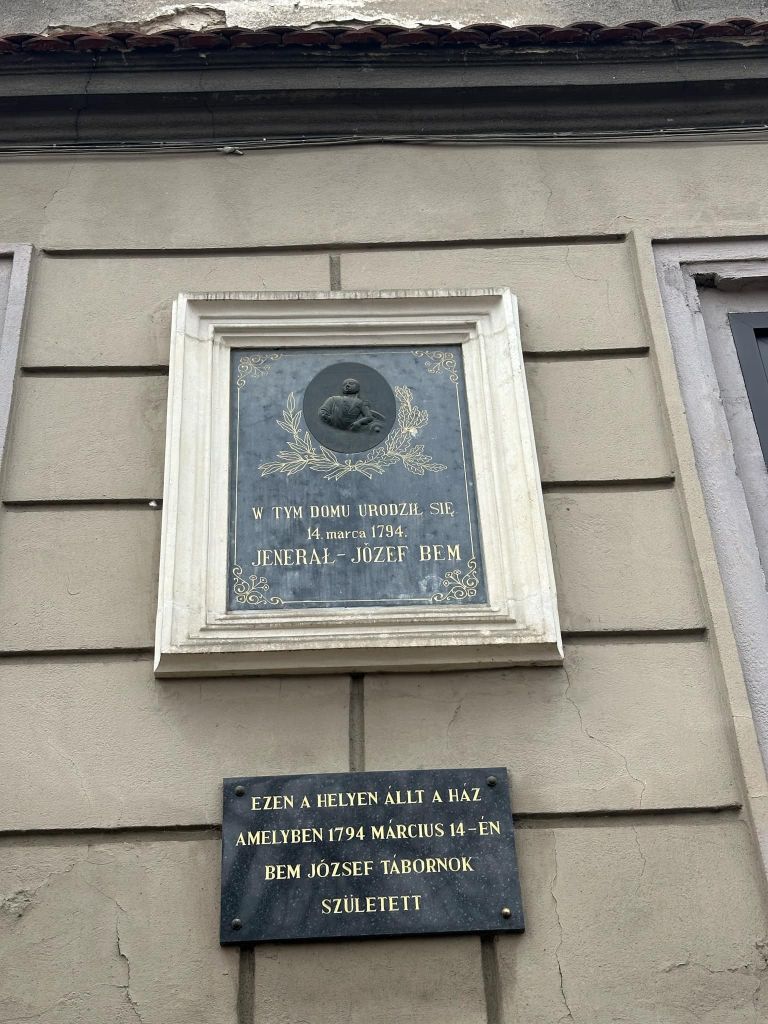 W TYM DOMU URODZIŁ SIĘ
14. marca 1794.
JENERAŁ - JÓZEF BEM
EZEN A HELYEN ÁLLT A HÁZ
AMELYBEN 1794 MÁRCIUS 14-ÉN
BEM JÓZSEF TÁBORNOK
SZÜLETETT